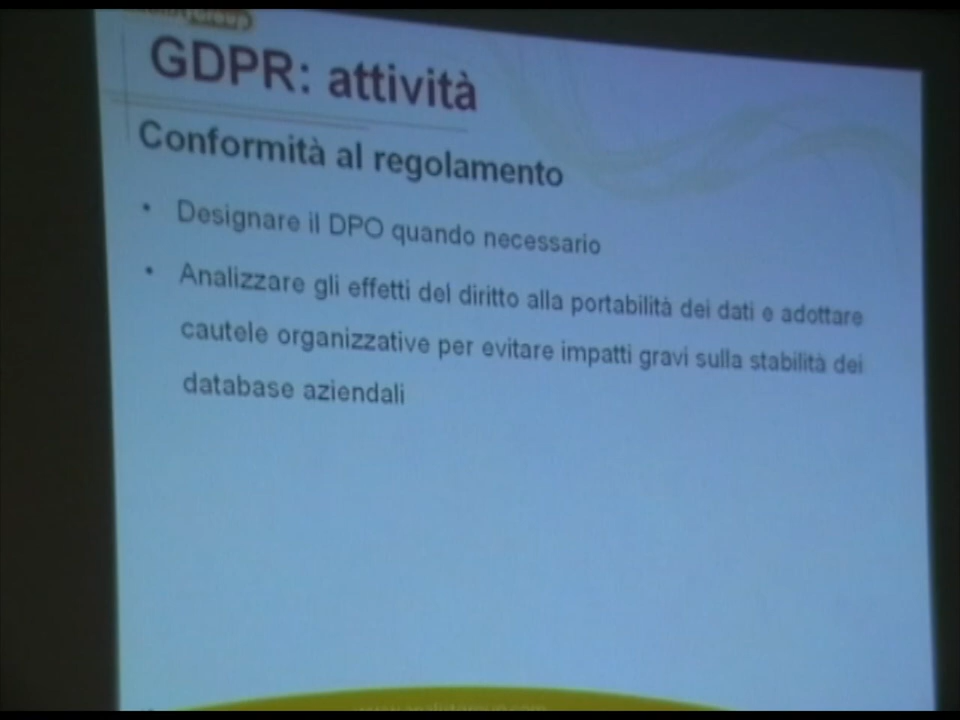 GDPR: attività
Conformità al regolamento
• Designare il DPO quando necessario
• Analizzare gli effetti del diritto alla portabilità dei dati e adottare
cautele organizzative per evitare impatti gravi sulla stabilità dei
database aziendali